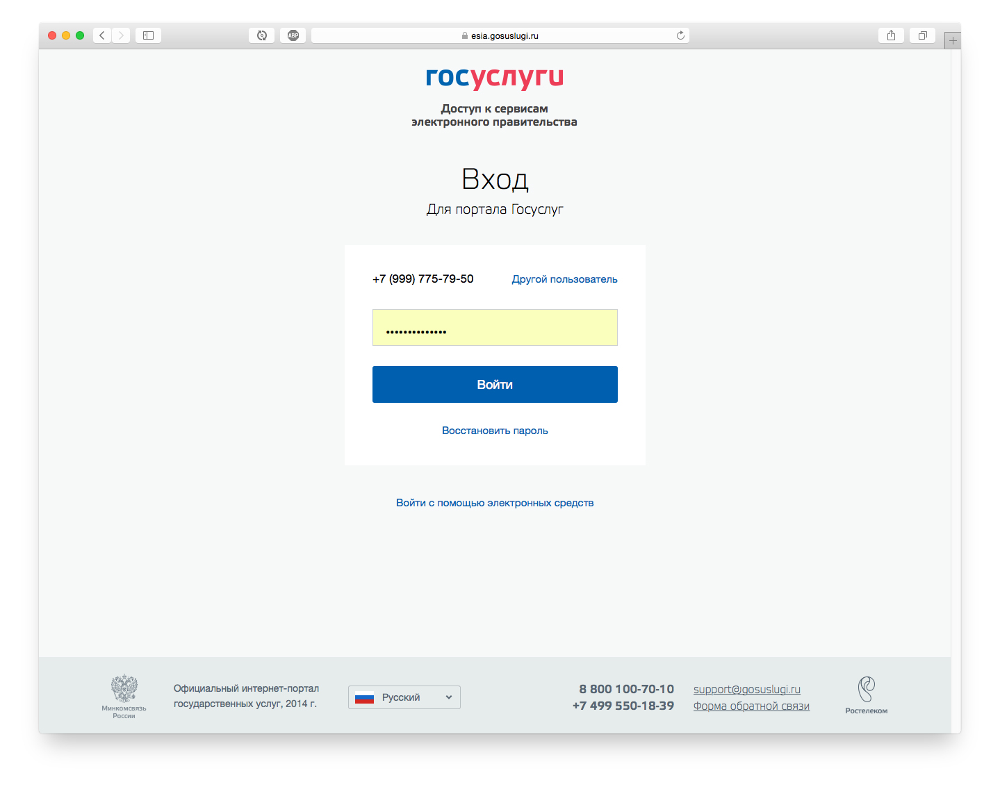 ABP
esia.gosuslugi.ru
госуслуги
Доступ к сервисам
электронного правительства
Вход
Для портала Госуслуг
+7 (999) 775-79-50
Другой пользователь
Войти
Восстановить пароль
Войти с помощью электронных средств
Минкомсвязь
России
Официальный интернет-портал
государственных услуг, 2014 г.
Русский
8 800 100-70-10
+7 499 550-18-39
support@gosuslugi.ru
Форма обратной связи
Ростелеком